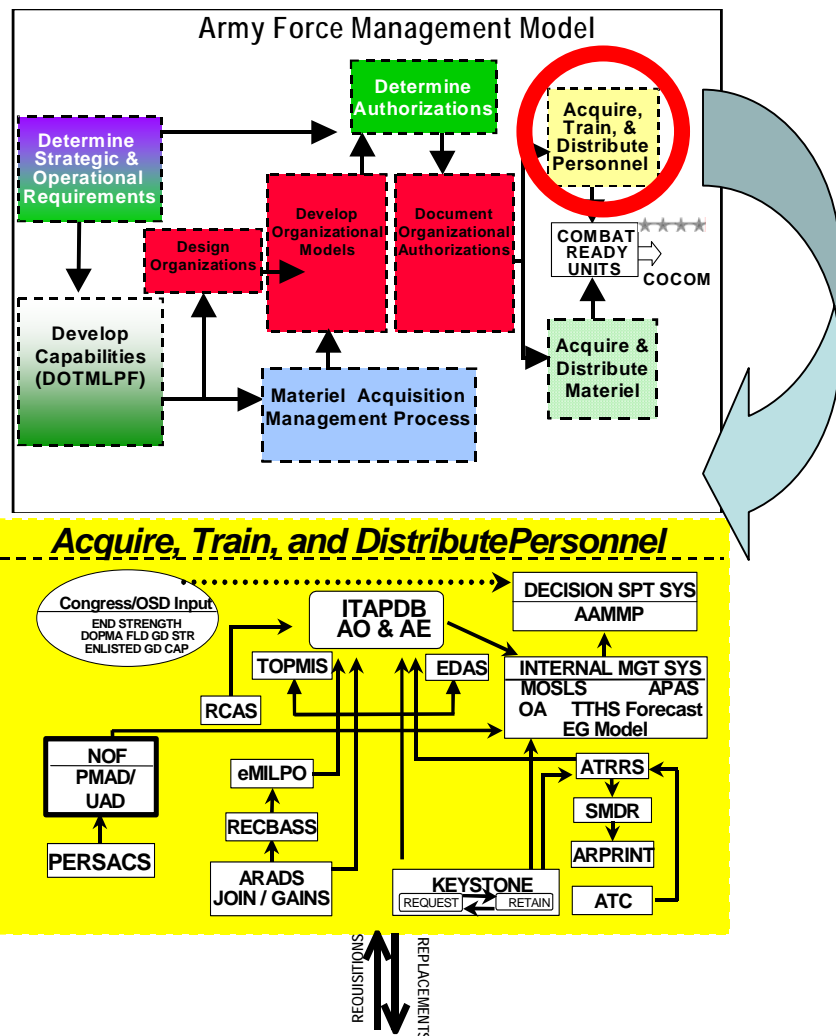 Army Force Management Model
Determine
Authorizations
Acquire,
Train, &
Distribute
Personnel
Determine
Strategic &
Operational
Requirements
Develop
Organizational
Models
Document
Organizational
Authorizations
Design
Organizations
COMBAT
READY
UNITS
COCOM
Develop
Capabilities
(DOTMLPF)
Materiel Acquisition
Management Process
Acquire &
Distribute
Materiel
Acquire, Train, and DistributePersonnel
Congress/OSD Input
END STRENGTH
DOPMA FLD GD STR
ENLISTED GD CAP
ITAPDB
AO & AE
DECISION SPT SYS
AAMMP
TOPMIS
EDAS
INTERNAL MGT SYS
MOSLS APAS
OA TTHS Forecast
EG Model
RCAS
NOF
PMAD/
UAD
eMILPO
ATRRS
RECBASS
SMDR
PERSACS
ARPRINT
ARADS
JOIN / GAINS
KEYSTONE
REQUEST RETAIN
ATC
REQUISITIONS
REPLACEMENTS